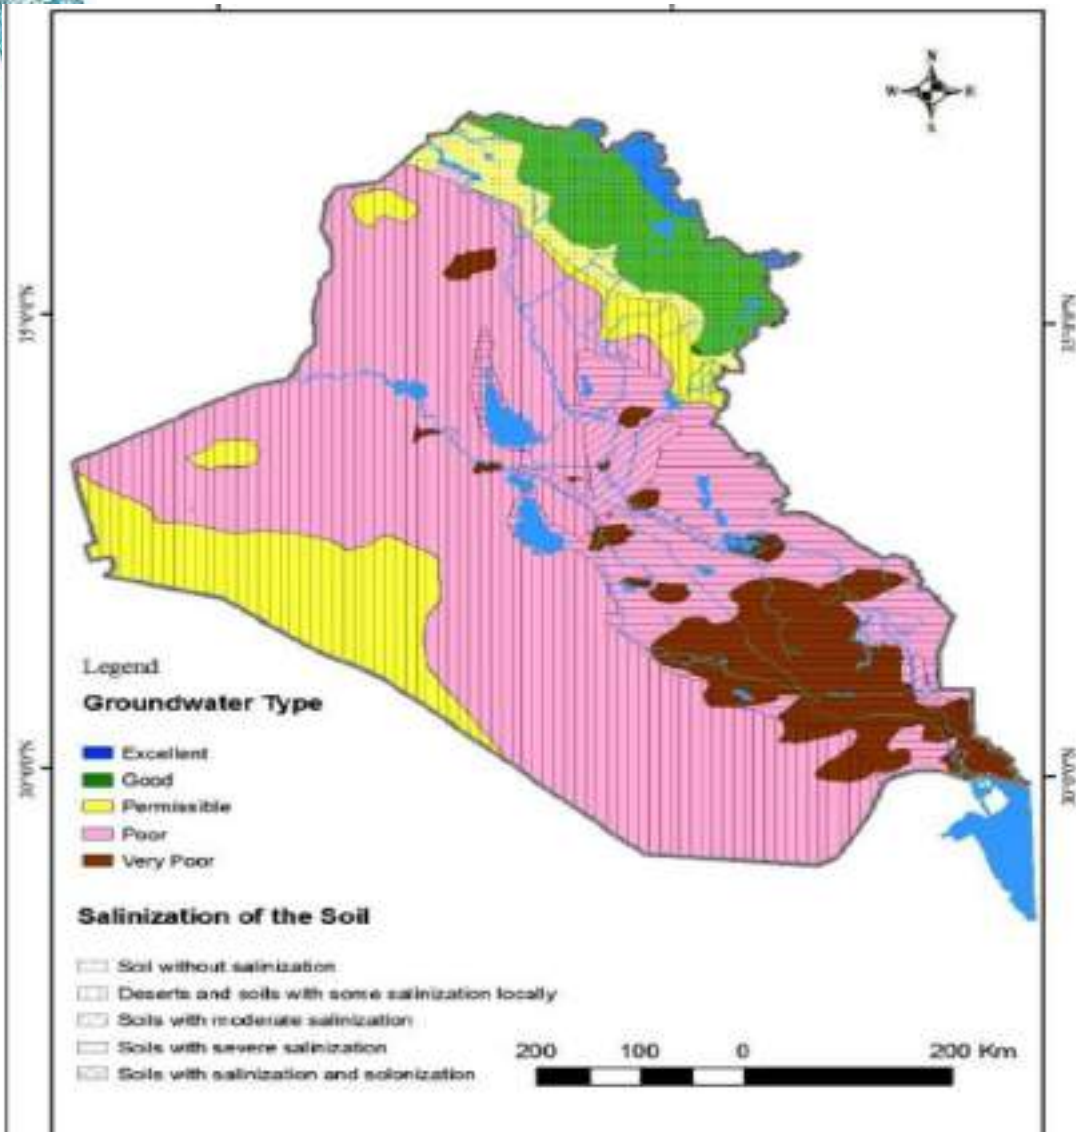 N
W E
S
Legend
Groundwater Type
Excellent
Good
Permissible
Poor
Very Poor
Salinization of the Soil
Soil without salinization
Deserts and soils with some salinization locally
Soils with moderate salinization
Soils with severe salinization
Soils with salinization and solonization
200 100 0 200 Km